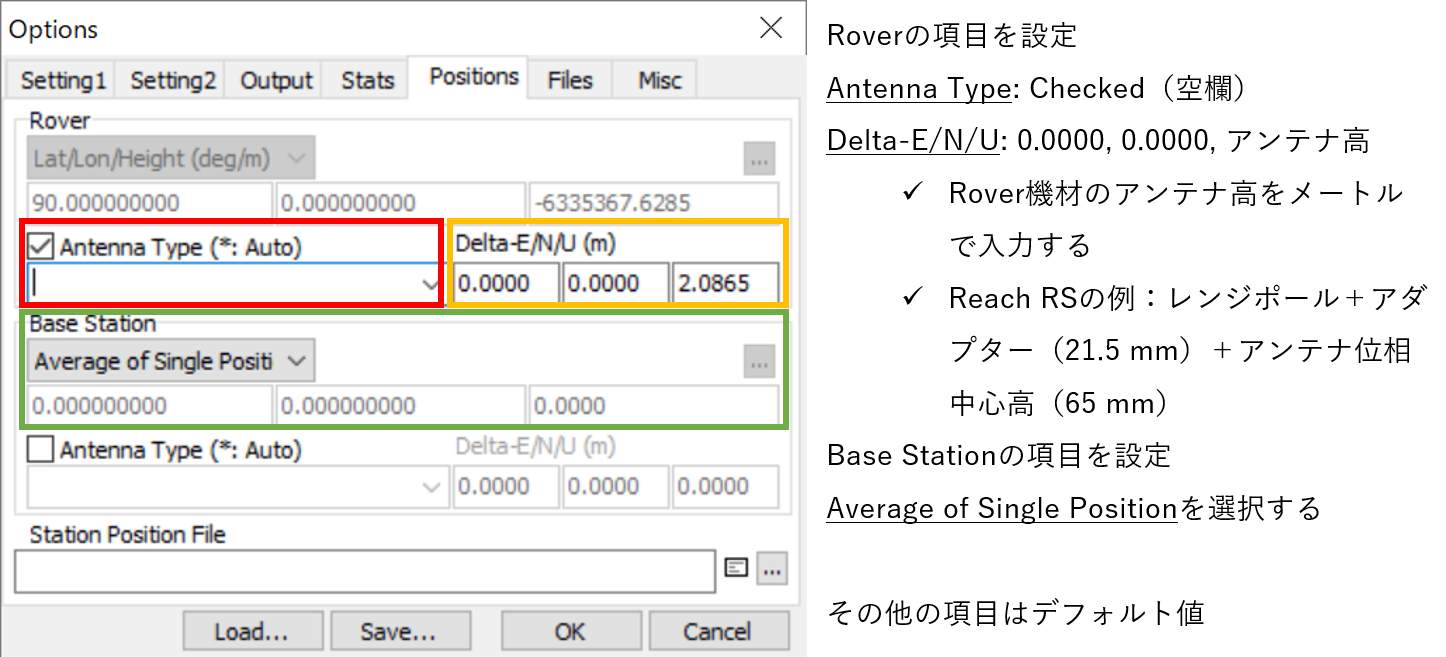 Options
Setting1 Setting2 Output Stats Positions Files Misc
Rover
Lat/Lon/Height (deg/m)
...
90.000000000 0.000000000 -6335367.6285
Antenna Type (*: Auto) Delta-E/N/U (m)
0.0000 0.0000 2.0865
Base Station
Average of Single Positi
...
0.000000000 0.000000000 0.0000
Antenna Type (*: Auto) Delta-E/N/U (m)
0.0000 0.0000 0.0000
Station Position File
...
Load... Save... OK Cancel
Roverの項目を設定
Antenna Type: Checked（空欄）
Delta-E/N/U: 0.0000, 0.0000, アンテナ高
✓ Rover機材のアンテナ高をメートル
で入力する
✓ Reach RSの例：レンジポール＋アダ
プター（21.5 mm）＋アンテナ位相
中心高（65 mm）
Base Stationの項目を設定
Average of Single Positionを選択する
その他の項目はデフォルト値